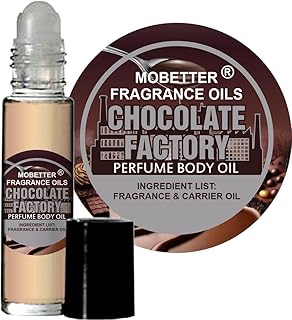 MOBETTER®
FRAGRANCE OILS
CHOCOLATE
FACTORY
PERFUME BODY OIL
INGREDIENT LIST:
FRAGRANCE & CARRIER OIL
MOBETTER®
FRAGRANCE OILS
CHOCOLATE
FACTORY
PERFUME BODY OIL
INGREDIENT LIST:
FRAGRANCE & CARRIER OIL